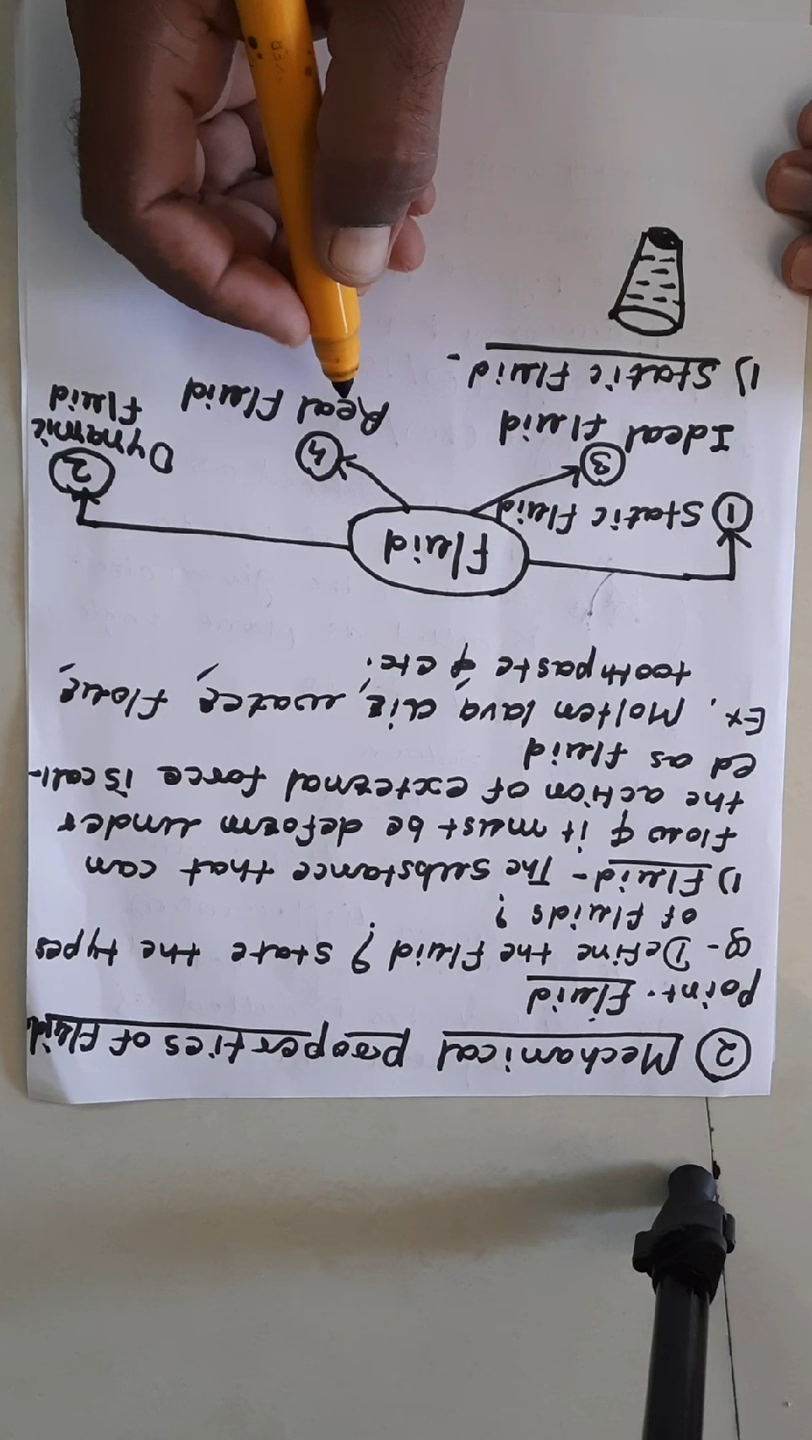 ② Mechanical prooperties of Fluid
Point. Fluid
Q- Define the Fluid? State the types
of fluids?
1) Fluid - The Substance that can
flow & it must be deform under
the action of external force is call-
ed as fluid
Ex. Molten lava, air, water, flour,
toothpaste & etc.
Fluid
① Static Fluid
② Dynamic
Fluid
③
Ideal fluid
④
Real Fluid
1) Static Fluid -